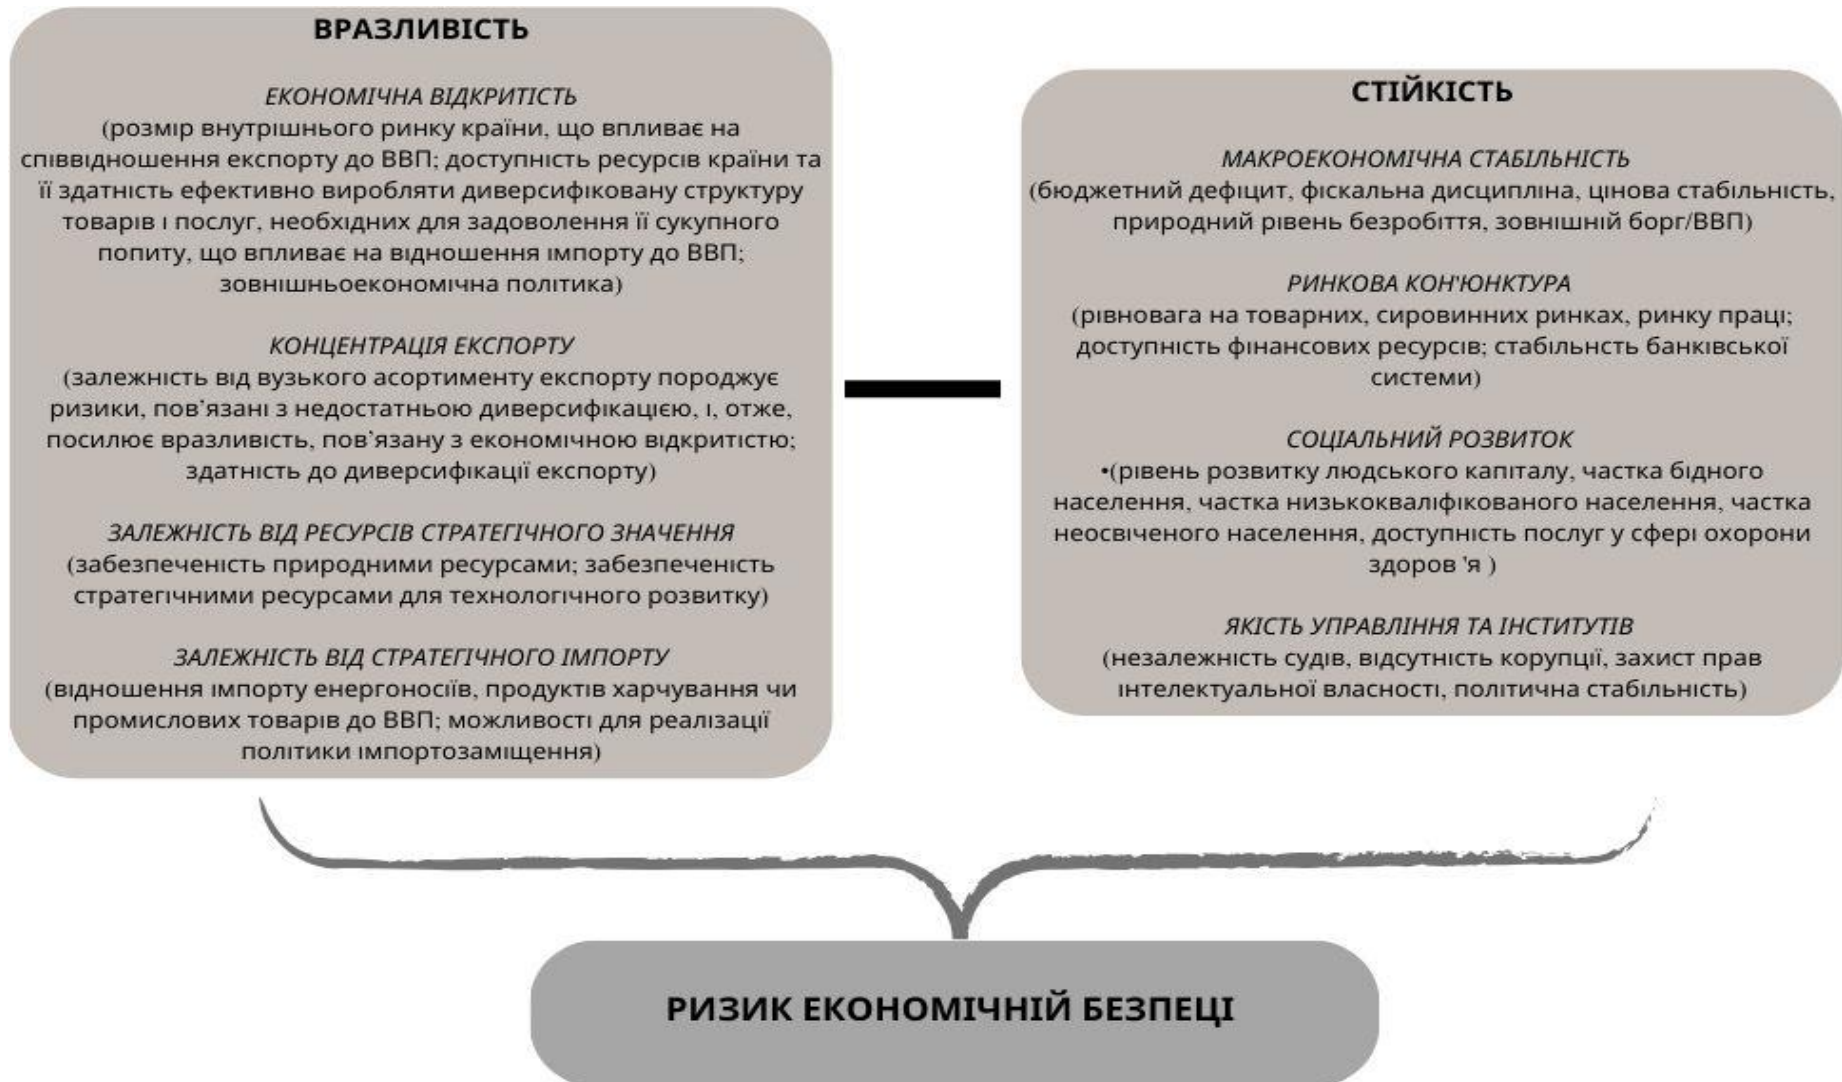 ВРАЗЛИВІСТЬ
ЕКОНОМІЧНА ВІДКРИТІСТЬ
(розмір внутрішнього ринку країни, що впливає на
співвідношення експорту до ВВП; доступність ресурсів країни та
її здатність ефективно виробляти диверсифіковану структуру
товарів і послуг, необхідних для задоволення її сукупного
попиту, що впливає на відношення імпорту до ВВП;
зовнішньоекономічна політика)
КОНЦЕНТРАЦІЯ ЕКСПОРТУ
(залежність від вузького асортименту експорту породжує
ризики, пов’язані з недостатньою диверсифікацією, і, отже,
посилює вразливість, пов’язану з економічною відкритістю;
здатність до диверсифікації експорту)
ЗАЛЕЖНІСТЬ ВІД РЕСУРСІВ СТРАТЕГІЧНОГО ЗНАЧЕННЯ
(забезпеченість природними ресурсами; забезпеченість
стратегічними ресурсами для технологічного розвитку)
ЗАЛЕЖНІСТЬ ВІД СТРАТЕГІЧНОГО ІМПОРТУ
(відношення імпорту енергоносіїв, продуктів харчування чи
промислових товарів до ВВП; можливості для реалізації
політики імпортозаміщення)
СТІЙКІСТЬ
МАКРОЕКОНОМІЧНА СТАБІЛЬНІСТЬ
(бюджетний дефіцит, фіскальна дисципліна, цінова стабільність,
природний рівень безробіття, зовнішній борг/ВВП)
РИНКОВА КОН'ЮНКТУРА
(рівновага на товарних, сировинних ринках, ринку праці;
доступність фінансових ресурсів; стабільнсть банківської
системи)
СОЦІАЛЬНИЙ РОЗВИТОК
•(рівень розвитку людського капіталу, частка бідного
населення, частка низькокваліфікованого населення, частка
неосвіченого населення, доступність послуг у сфері охорони
здоров 'я )
ЯКІСТЬ УПРАВЛІННЯ ТА ІНСТИТУТІВ
(незалежність судів, відсутність корупції, захист прав
інтелектуальної власності, політична стабільність)
РИЗИК ЕКОНОМІЧНІЙ БЕЗПЕЦІ